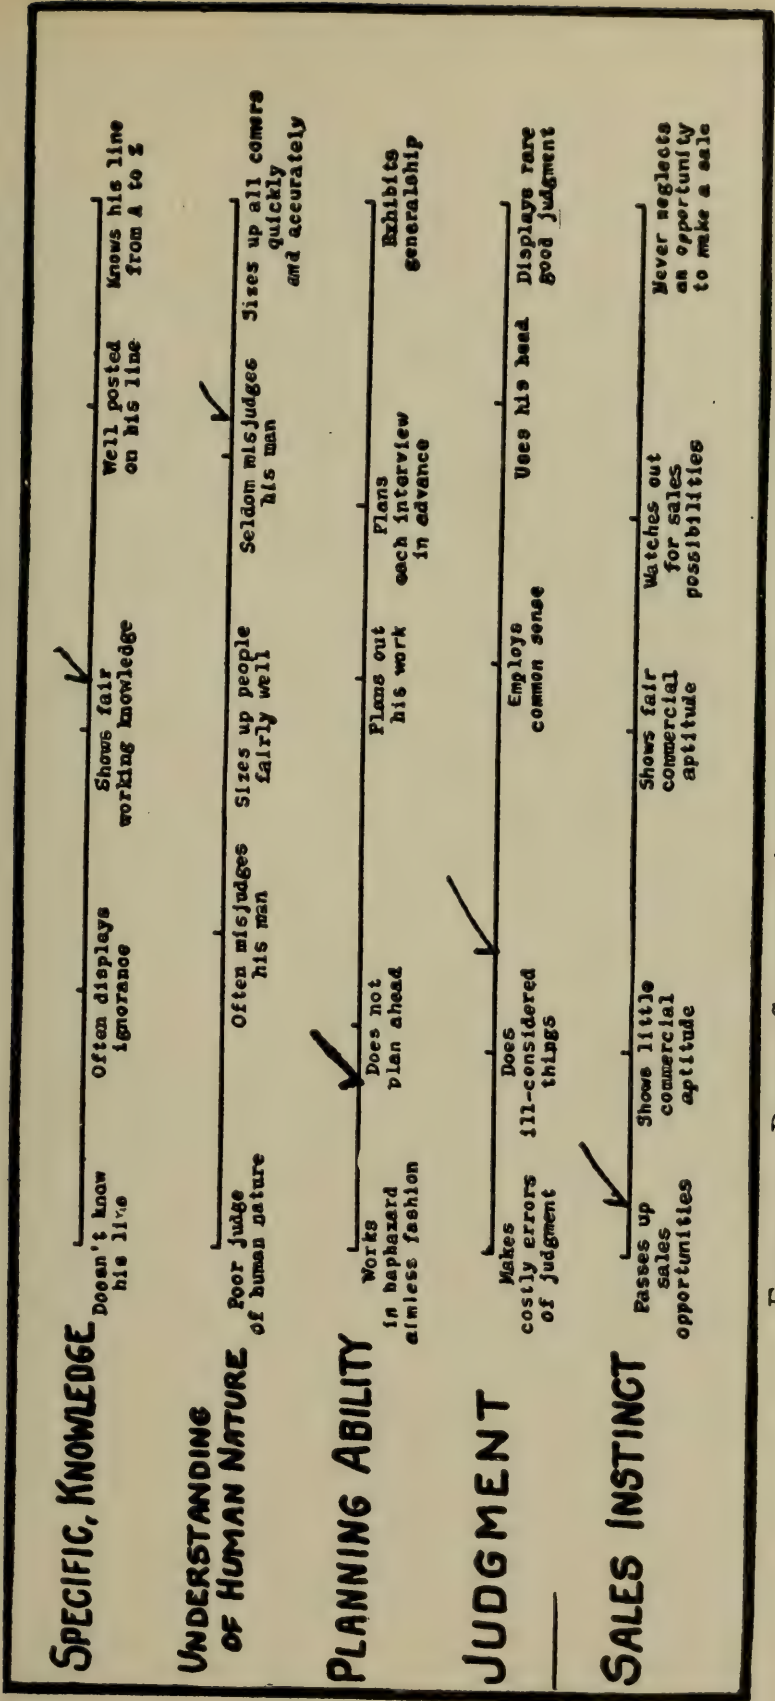 SPECIFIC, KNOWLEDGE
Doesn't know
his line
Often displays
ignorance
Shows fair
working knowledge
Well posted
on his line
Knows his line
from A to Z
UNDERSTANDING
OF HUMAN NATURE
Poor judge
of human nature
Often misjudges
his man
Sizes up people
fairly well
Seldom misjudges
his man
Sizes up all comers
quickly
and accurately
PLANNING ABILITY
Works
in haphazard
aimless fashion
Does not
plan ahead
Plans out
his work
Plans
each interview
in advance
Exhibits
generalship
JUDGMENT
Makes
costly errors
of judgment
Does
ill-considered
things
Employs
common sense
Uses his head
Displays rare
good judgment
SALES INSTINCT
Passes up
sales
opportunities
Shows little
commercial
aptitude
Shows fair
commercial
aptitude
Watches out
for sales
possibilities
Never neglects
an opportunity
to make a sale